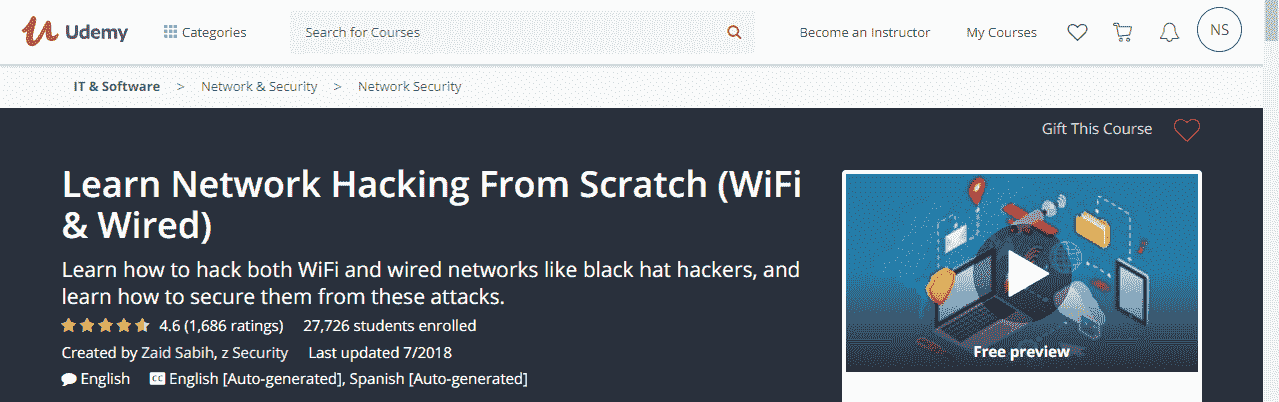 Udemy
Categories
Search for Courses
Become an Instructor
My Courses
NS
IT & Software > Network & Security > Network Security
Gift This Course
Learn Network Hacking From Scratch (WiFi
& Wired)
Learn how to hack both WiFi and wired networks like black hat hackers, and
learn how to secure them from these attacks.
4.6 (1,686 ratings) 27,726 students enrolled
Created by Zaid Sabih, z Security Last updated 7/2018
English CC English [Auto-generated], Spanish [Auto-generated]
Free preview